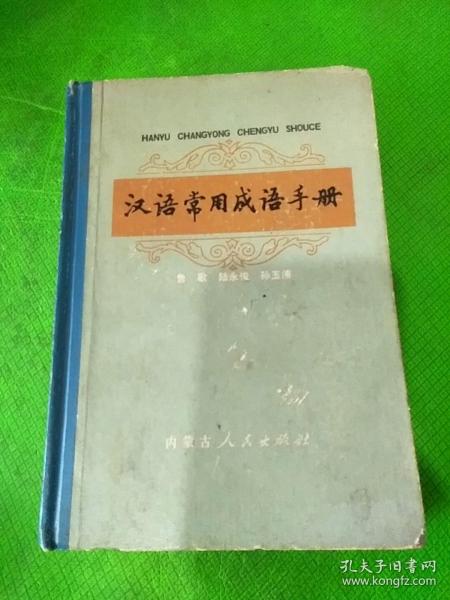 HANYU CHANGYONG CHENGYU SHOUCE
汉语常用成语手册
鲁歌 陆永俊 孙玉溱
内蒙古人民出版社
孔夫子旧书网
www.kongfz.com